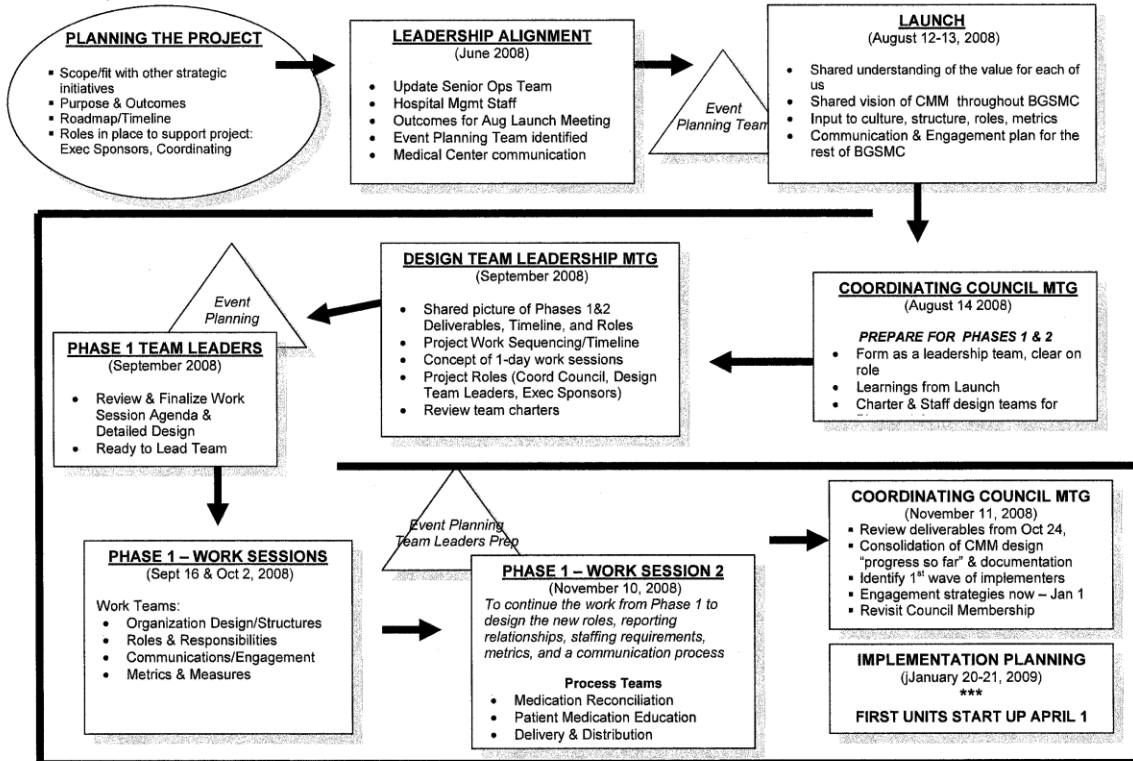 PLANNING THE PROJECT
▪ Scope/fit with other strategic
initiatives
▪ Purpose & Outcomes
▪ Roadmap/Timeline
▪ Roles in place to support project:
Exec Sponsors, Coordinating
LEADERSHIP ALIGNMENT
(June 2008)
• Update Senior Ops Team
• Hospital Mgmt Staff
• Outcomes for Aug Launch Meeting
• Event Planning Team identified
• Medical Center communication
Event
Planning Team
LAUNCH
(August 12-13, 2008)
• Shared understanding of the value for each of
us
• Shared vision of CMM throughout BGSMC
• Input to culture, structure, roles, metrics
• Communication & Engagement plan for the
rest of BGSMC
COORDINATING COUNCIL MTG
(August 14 2008)
PREPARE FOR PHASES 1 & 2
• Form as a leadership team, clear on
role
• Learnings from Launch
• Charter & Staff design teams for
DESIGN TEAM LEADERSHIP MTG
(September 2008)
• Shared picture of Phases 1&2
Deliverables, Timeline, and Roles
• Project Work Sequencing/Timeline
• Concept of 1-day work sessions
• Project Roles (Coord Council, Design
Team Leaders, Exec Sponsors)
• Review team charters
Event
Planning
PHASE 1 TEAM LEADERS
(September 2008)
• Review & Finalize Work
Session Agenda &
Detailed Design
• Ready to Lead Team
PHASE 1 – WORK SESSIONS
(Sept 16 & Oct 2, 2008)
Work Teams:
• Organization Design/Structures
• Roles & Responsibilities
• Communications/Engagement
• Metrics & Measures
Event Planning
Team Leaders Prep
PHASE 1 – WORK SESSION 2
(November 10, 2008)
To continue the work from Phase 1 to
design the new roles, reporting
relationships, staffing requirements,
metrics, and a communication process
Process Teams
• Medication Reconciliation
• Patient Medication Education
• Delivery & Distribution
COORDINATING COUNCIL MTG
(November 11, 2008)
▪ Review deliverables from Oct 24,
▪ Consolidation of CMM design
"progress so far" & documentation
▪ Identify 1st wave of implementers
▪ Engagement strategies now – Jan 1
▪ Revisit Council Membership
IMPLEMENTATION PLANNING
(jJanuary 20-21, 2009)
***
FIRST UNITS START UP APRIL 1